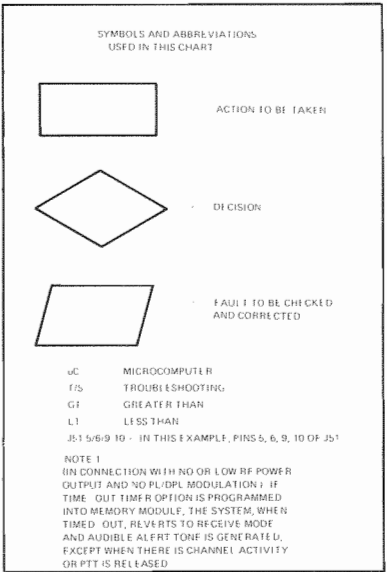 SYMBOLS AND ABBREVIATIONS
USED IN THIS CHART
ACTION TO BE TAKEN
- DECISION
- FAULT TO BE CHECKED
AND CORRECTED
uC MICROCOMPUTER
T/S TROUBLESHOOTING
GT GREATER THAN
LT LESS THAN
J51 5/6/9 10 - IN THIS EXAMPLE, PINS 5, 6, 9, 10 OF J51
NOTE 1
(IN CONNECTION WITH NO OR LOW RF POWER
OUTPUT AND NO PL/DPL MODULATION) IF
TIME OUT TIMER OPTION IS PROGRAMMED
INTO MEMORY MODULE, THE SYSTEM, WHEN
TIMED OUT, REVERTS TO RECEIVE MODE
AND AUDIBLE ALERT TONE IS GENERATED,
EXCEPT WHEN THERE IS CHANNEL ACTIVITY
OR PTT IS RELEASED